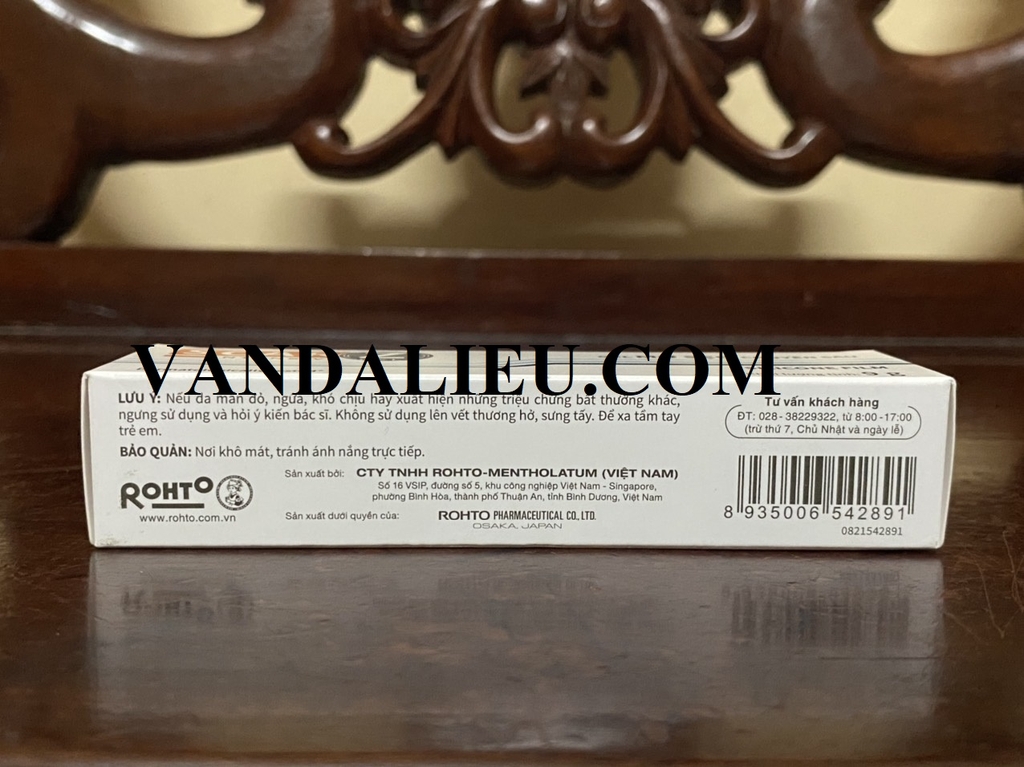 VANDALIEU.COM
LƯU Ý: Nếu da mẩn đỏ, ngứa, khó chịu hay xuất hiện những triệu chứng bất thường khác,
ngưng sử dụng và hỏi ý kiến bác sĩ. Không sử dụng lên vết thương hở, sưng tấy. Để xa tầm tay
trẻ em.
BẢO QUẢN: Nơi khô mát, tránh ánh nắng trực tiếp.
ROHTO
www.rohto.com.vn
Sản xuất bởi: CTY TNHH ROHTO-MENTHOLATUM (VIỆT NAM)
Số 16 VSIP, đường số 5, khu công nghiệp Việt Nam - Singapore,
phường Bình Hòa, thành phố Thuận An, tỉnh Bình Dương, Việt Nam
Sản xuất dưới quyền của: ROHTO PHARMACEUTICAL CO., LTD.
OSAKA, JAPAN
Tư vấn khách hàng
ĐT: 028 - 38229322, từ 8:00 -17:00
(trừ thứ 7, Chủ Nhật và ngày lễ)
8 935006 542891
0821542891